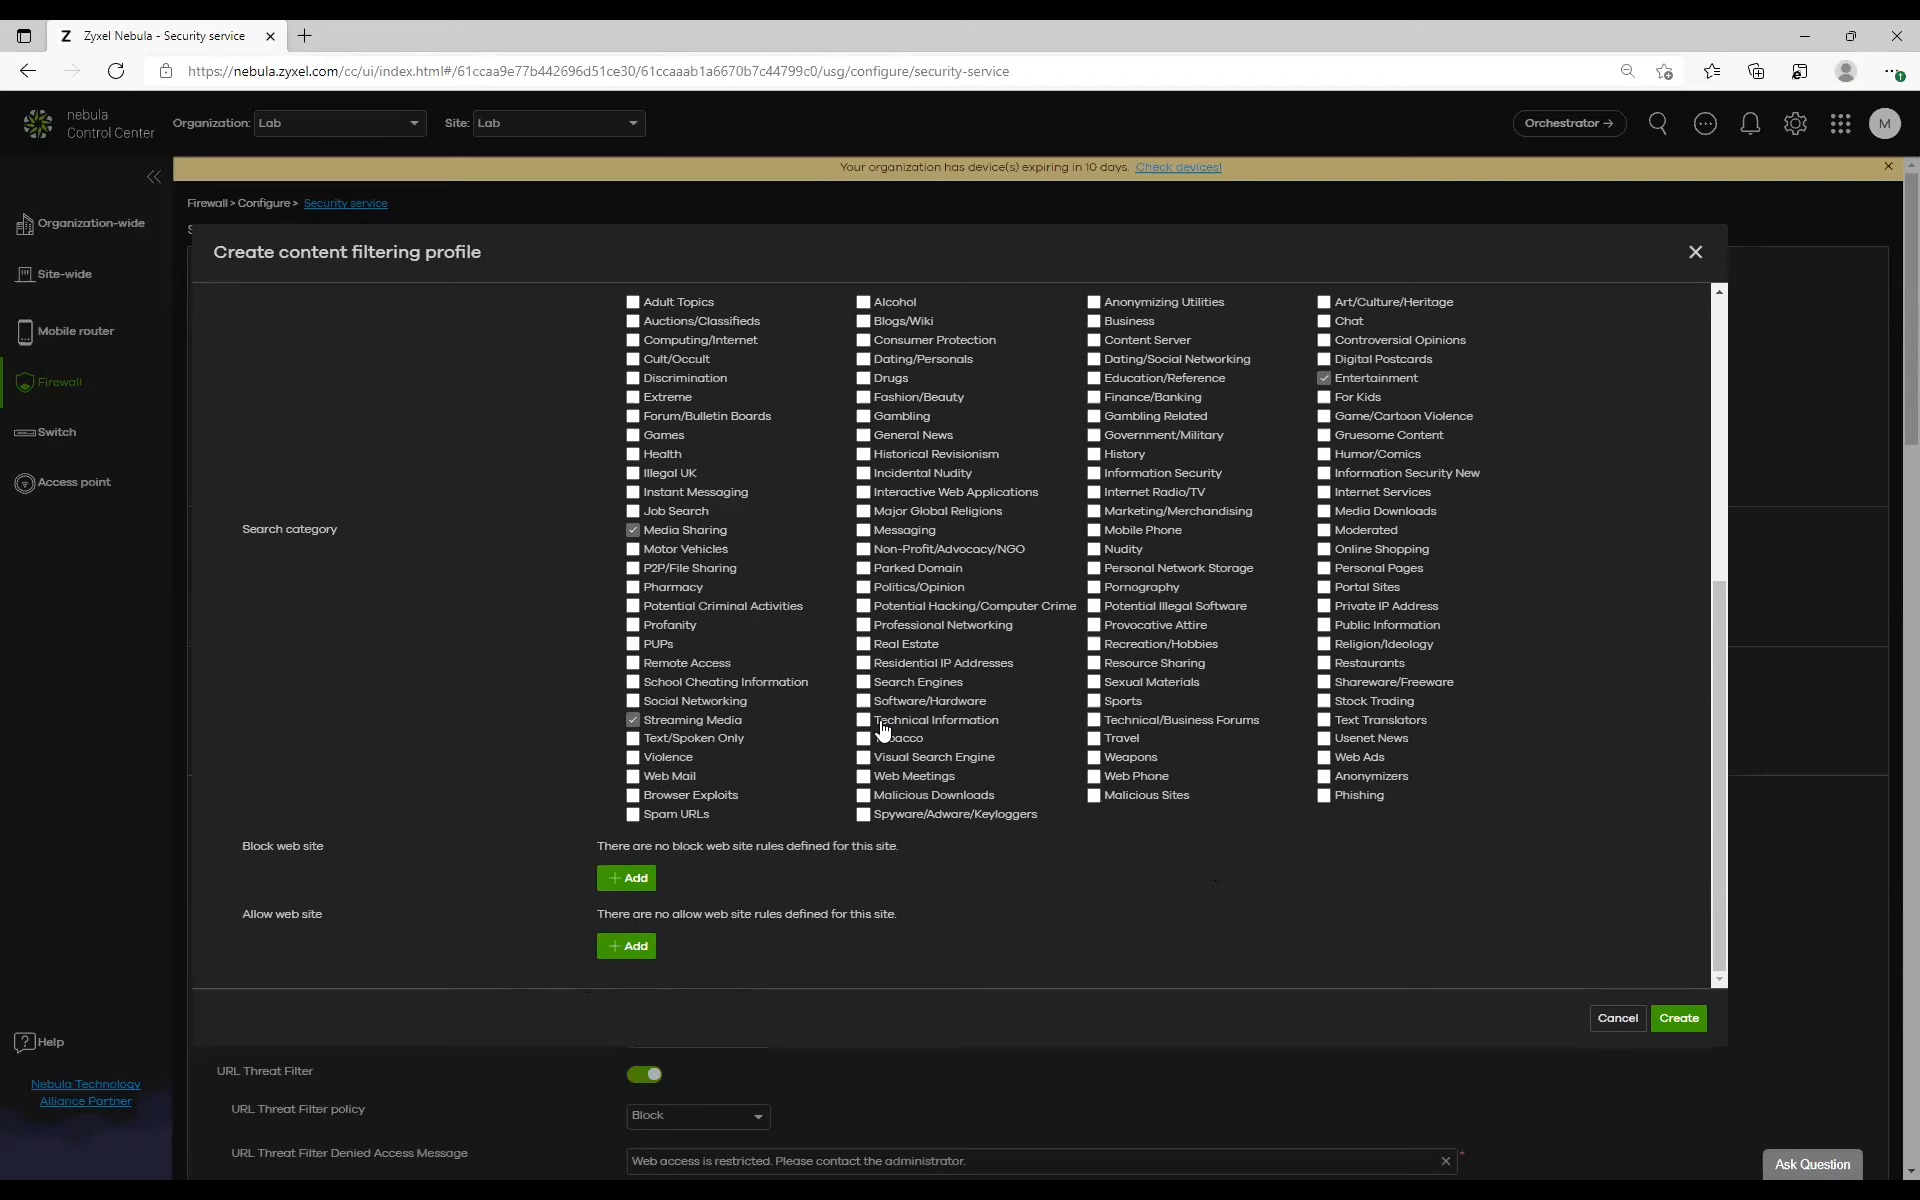 Zyxel Nebula - Security service
https://nebula.zyxel.com/cc/ui/index.html#/61ccaa9e77b442696d51ce30/61ccaaab1a6670b7c44799c0/usg/configure/security-service
nebula
Control Center
Organization: Lab
Site: Lab
Orchestrator →
M
Your organization has device(s) expiring in 10 days. Check devices!
Firewall > Configure > Security service
Organization-wide
Site-wide
Mobile router
Firewall
Switch
Access point
Help
Nebula Technology
Alliance Partner
Create content filtering profile
Search category
Adult Topics Alcohol Anonymizing Utilities Art/Culture/Heritage
Auctions/Classifieds Blogs/Wiki Business Chat
Computing/Internet Consumer Protection Content Server Controversial Opinions
Cult/Occult Dating/Personals Dating/Social Networking Digital Postcards
Discrimination Drugs Education/Reference Entertainment
Extreme Fashion/Beauty Finance/Banking For Kids
Forum/Bulletin Boards Gambling Gambling Related Game/Cartoon Violence
Games General News Government/Military Gruesome Content
Health Historical Revisionism History Humor/Comics
Illegal UK Incidental Nudity Information Security Information Security New
Instant Messaging Interactive Web Applications Internet Radio/TV Internet Services
Job Search Major Global Religions Marketing/Merchandising Media Downloads
Media Sharing Messaging Mobile Phone Moderated
Motor Vehicles Non-Profit/Advocacy/NGO Nudity Online Shopping
P2P/File Sharing Parked Domain Personal Network Storage Personal Pages
Pharmacy Politics/Opinion Pornography Portal Sites
Potential Criminal Activities Potential Hacking/Computer Crime Potential Illegal Software Private IP Address
Profanity Professional Networking Provocative Attire Public Information
PUPs Real Estate Recreation/Hobbies Religion/Ideology
Remote Access Residential IP Addresses Resource Sharing Restaurants
School Cheating Information Search Engines Sexual Materials Shareware/Freeware
Social Networking Software/Hardware Sports Stock Trading
Streaming Media Technical Information Technical/Business Forums Text Translators
Text/Spoken Only Tobacco Travel Usenet News
Violence Visual Search Engine Weapons Web Ads
Web Mail Web Meetings Web Phone Anonymizers
Browser Exploits Malicious Downloads Malicious Sites Phishing
Spam URLs Spyware/Adware/Keyloggers
Block web site There are no block web site rules defined for this site.
+ Add
Allow web site There are no allow web site rules defined for this site.
+ Add
Cancel Create
URL Threat Filter
URL Threat Filter policy Block
URL Threat Filter Denied Access Message Web access is restricted. Please contact the administrator. *
Ask Question